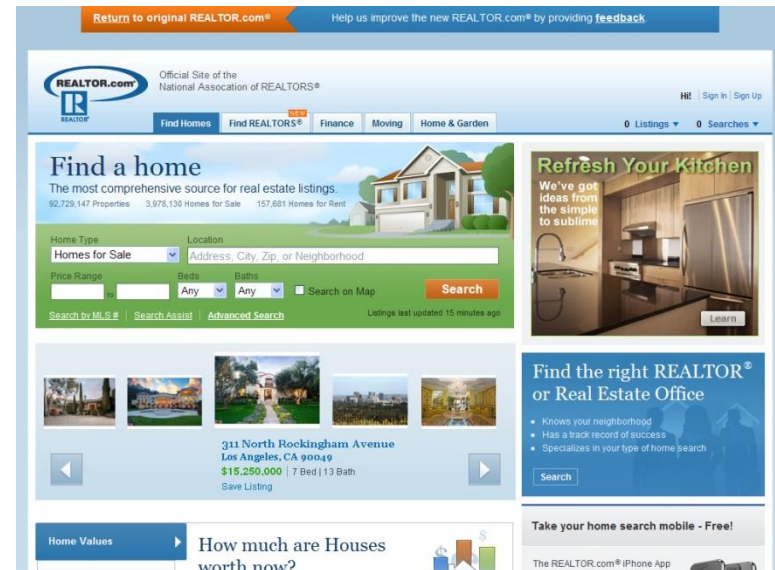 Return to original REALTOR.com®
Help us improve the new REALTOR.com® by providing feedback.
REALTOR.com®
REALTOR®
Official Site of the
National Assocation of REALTORS®
Hi! Sign In Sign Up
NEW
Find Homes Find REALTORS® Finance Moving Home & Garden
0 Listings 0 Searches
Find a home
The most comprehensive source for real estate listings.
92,729,147 Properties 3,978,130 Homes for Sale 157,681 Homes for Rent
Home Type Location
Homes for Sale Address, City, Zip, or Neighborhood
Price Range Beds Baths
to Any Any Search on Map Search
Search by MLS # Search Assist Advanced Search Listings last updated 15 minutes ago
Refresh Your Kitchen
We've got
ideas from
the simple
to sublime
Learn
311 North Rockingham Avenue
Los Angeles, CA 90049
$15,250,000 | 7 Bed | 13 Bath
Save Listing
Find the right REALTOR®
or Real Estate Office
• Knows your neighborhood
• Has a track record of success
• Specializes in your type of home search
Search
Home Values
How much are Houses
worth now?
Take your home search mobile - Free!
The REALTOR.com® iPhone App